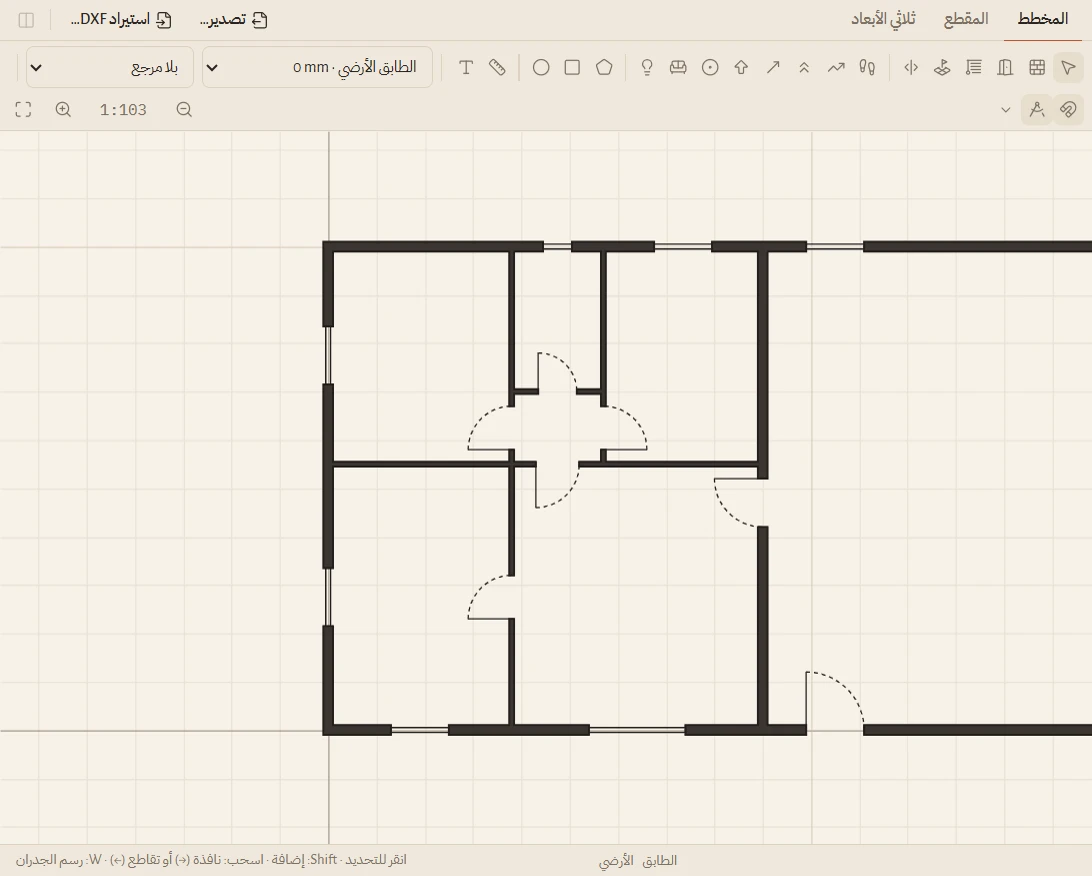 المخطط
المقطع
ثلاثي الأبعاد
تصدير...
استيراد DXF...
الطابق الأرضي · 0 mm
بلا مرجع
1:103
الطابق الأرضي
انقر للتحديد · Shift: إضافة · اسحب: نافذة (→) أو تقاطع (←) · W: رسم الجدران